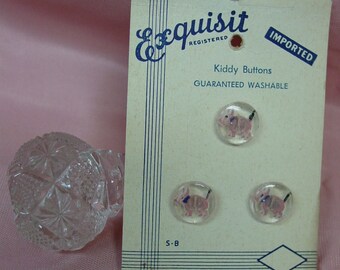 Exquisit
REGISTERED
IMPORTED
Kiddy Buttons
GUARANTEED WASHABLE
S-8